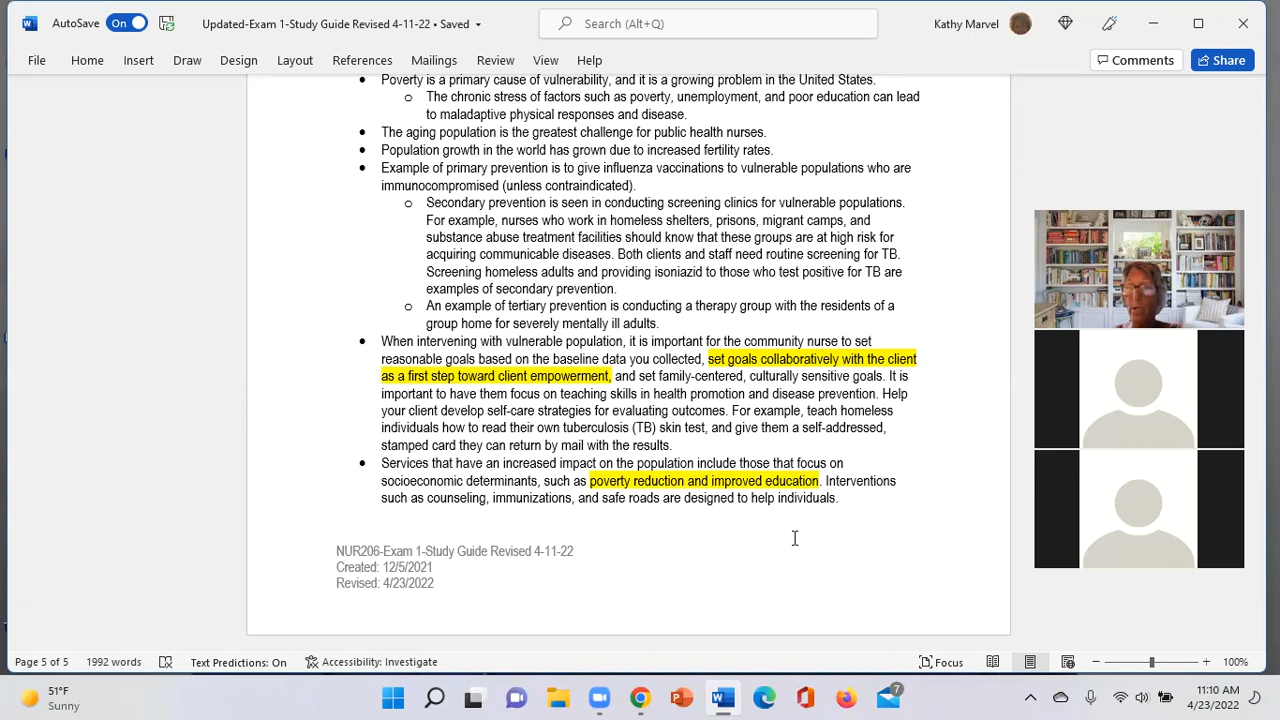 AutoSave On Updated-Exam 1-Study Guide Revised 4-11-22 • Saved Search (Alt+Q) Kathy Marvel
File Home Insert Draw Design Layout References Mailings Review View Help Comments Share
• Poverty is a primary cause of vulnerability, and it is a growing problem in the United States.
o The chronic stress of factors such as poverty, unemployment, and poor education can lead
to maladaptive physical responses and disease.
• The aging population is the greatest challenge for public health nurses.
• Population growth in the world has grown due to increased fertility rates.
• Example of primary prevention is to give influenza vaccinations to vulnerable populations who are
immunocompromised (unless contraindicated).
o Secondary prevention is seen in conducting screening clinics for vulnerable populations.
For example, nurses who work in homeless shelters, prisons, migrant camps, and
substance abuse treatment facilities should know that these groups are at high risk for
acquiring communicable diseases. Both clients and staff need routine screening for TB.
Screening homeless adults and providing isoniazid to those who test positive for TB are
examples of secondary prevention.
o An example of tertiary prevention is conducting a therapy group with the residents of a
group home for severely mentally ill adults.
• When intervening with vulnerable population, it is important for the community nurse to set
reasonable goals based on the baseline data you collected, set goals collaboratively with the client
as a first step toward client empowerment, and set family-centered, culturally sensitive goals. It is
important to have them focus on teaching skills in health promotion and disease prevention. Help
your client develop self-care strategies for evaluating outcomes. For example, teach homeless
individuals how to read their own tuberculosis (TB) skin test, and give them a self-addressed,
stamped card they can return by mail with the results.
• Services that have an increased impact on the population include those that focus on
socioeconomic determinants, such as poverty reduction and improved education. Interventions
such as counseling, immunizations, and safe roads are designed to help individuals.
NUR206-Exam 1-Study Guide Revised 4-11-22
Created: 12/5/2021
Revised: 4/23/2022
Page 5 of 5 1992 words Text Predictions: On Accessibility: Investigate Focus 100%
51°F
Sunny
7
11:10 AM
4/23/2022